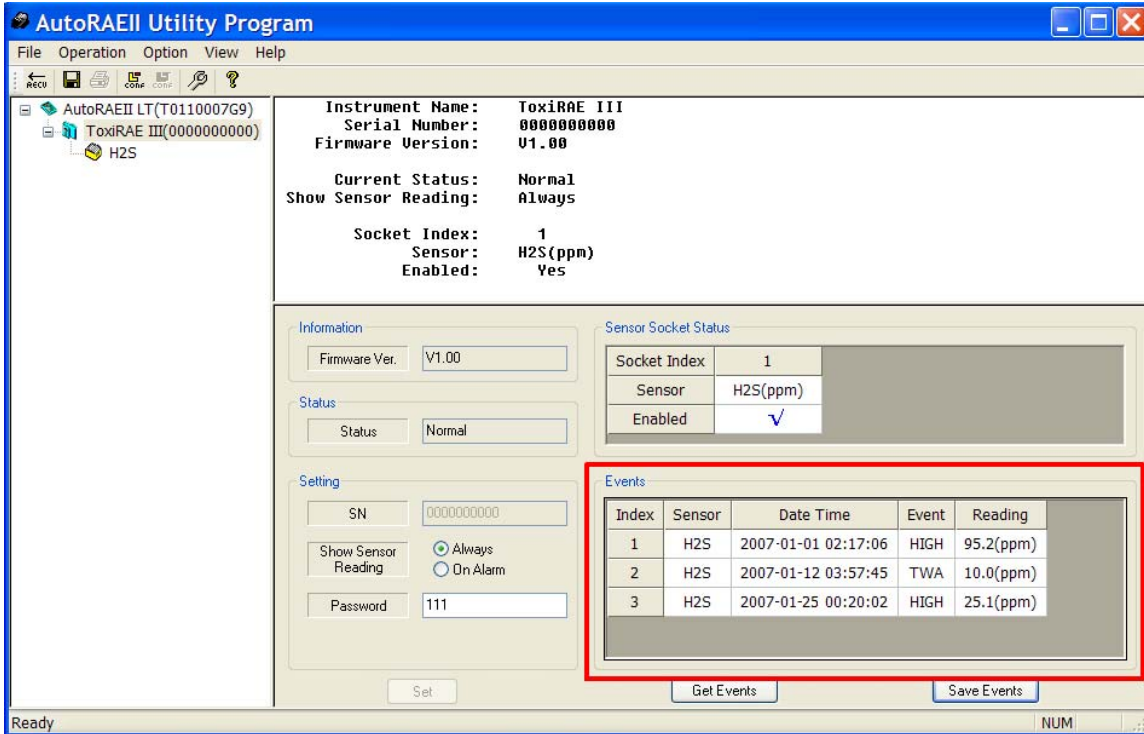 AutoRAEII Utility Program
File Operation Option View Help
RECU CONF CONF
AutoRAEII LT(T0110007G9)
ToxiRAE III(0000000000)
H2S
Instrument Name: ToxiRAE III
Serial Number: 0000000000
Firmware Version: V1.00
Current Status: Normal
Show Sensor Reading: Always
Socket Index: 1
Sensor: H2S(ppm)
Enabled: Yes
Information
Firmware Ver. V1.00
Status
Status Normal
Setting
SN 0000000000
Show Sensor
Reading
Always
On Alarm
Password 111
Set
Sensor Socket Status
Socket Index 1
Sensor H2S(ppm)
Enabled √
Events
Index Sensor Date Time Event Reading
1 H2S 2007-01-01 02:17:06 HIGH 95.2(ppm)
2 H2S 2007-01-12 03:57:45 TWA 10.0(ppm)
3 H2S 2007-01-25 00:20:02 HIGH 25.1(ppm)
Get Events Save Events
Ready NUM